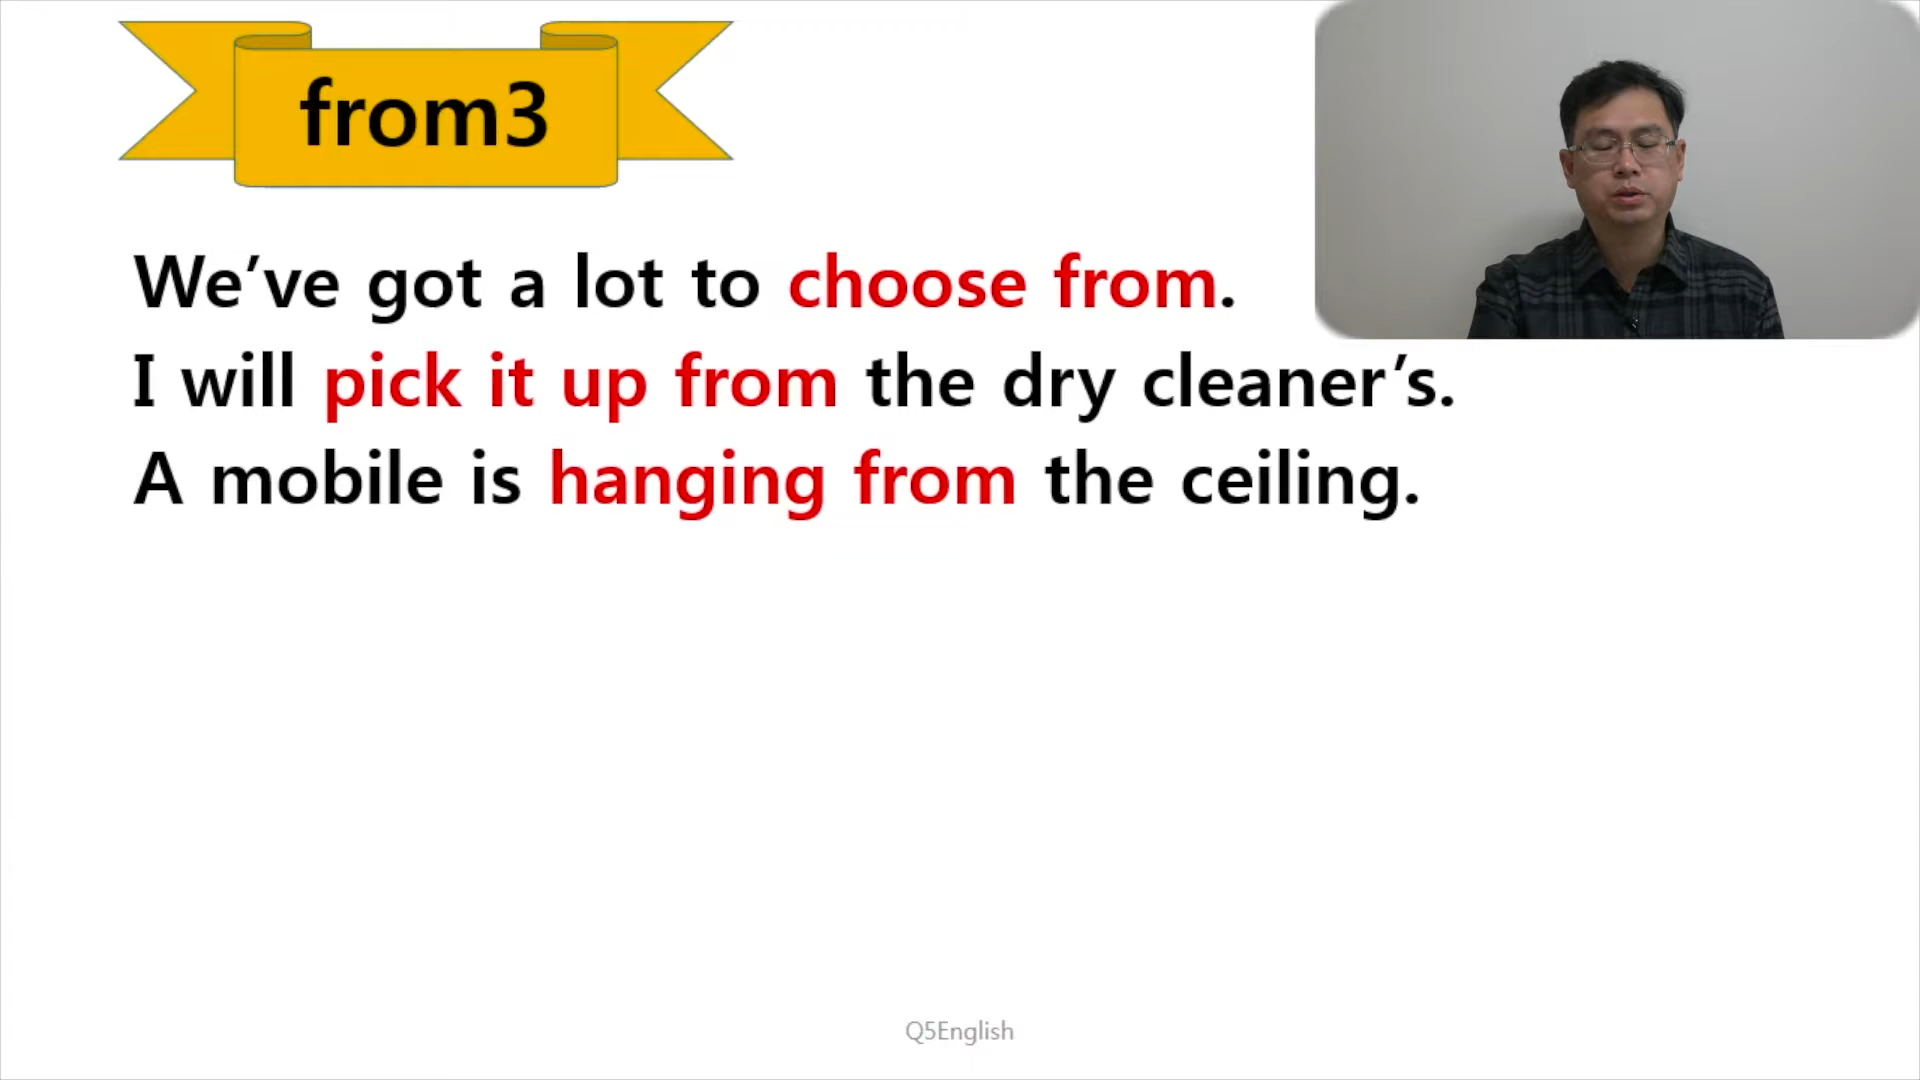 from3
We’ve got a lot to choose from.
I will pick it up from the dry cleaner’s.
A mobile is hanging from the ceiling.
Q5English